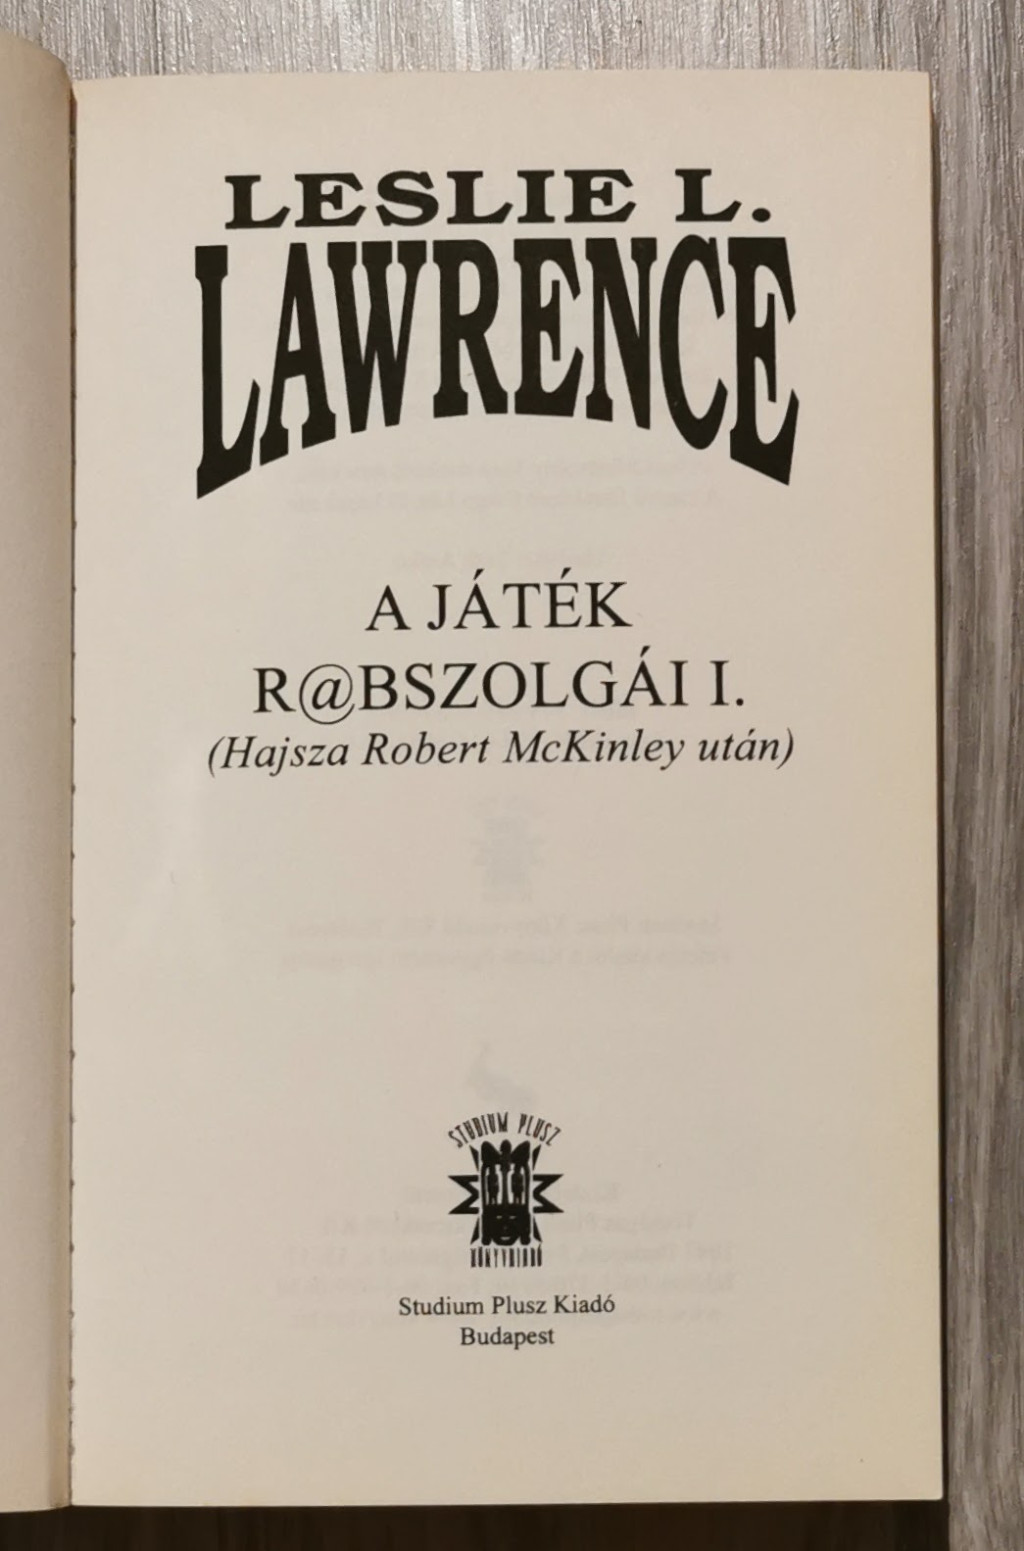 LESLIE L.
LAWRENCE
A JÁTÉK
R@BSZOLGÁI I.
(Hajsza Robert McKinley után)
STUDIUM PLUSZ
KÖNYVKIADÓ
Studium Plusz Kiadó
Budapest